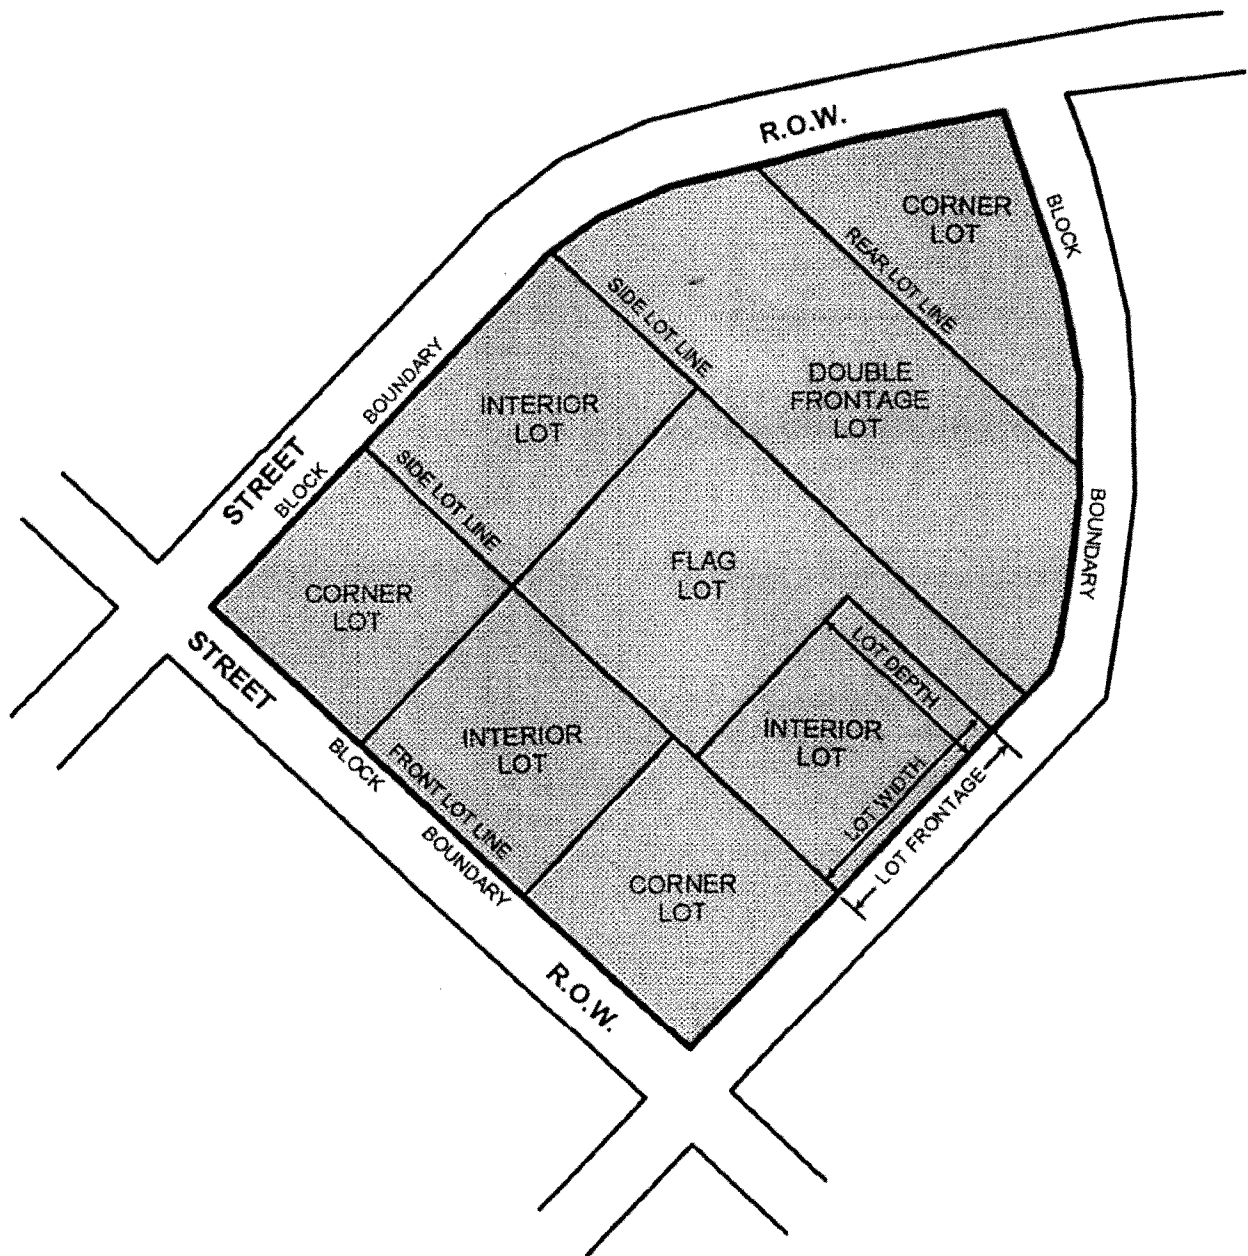 R.O.W.
CORNER
LOT
BLOCK
REAR LOT LINE
SIDE LOT LINE
BOUNDARY
DOUBLE
FRONTAGE
LOT
INTERIOR
LOT
STREET
BLOCK
SIDE LOT LINE
BOUNDARY
FLAG
LOT
CORNER
LOT
STREET
LOT DEPTH
INTERIOR
LOT
INTERIOR
LOT
BLOCK
FRONT LOT LINE
LOT WIDTH
LOT FRONTAGE
BOUNDARY
CORNER
LOT
R.O.W.